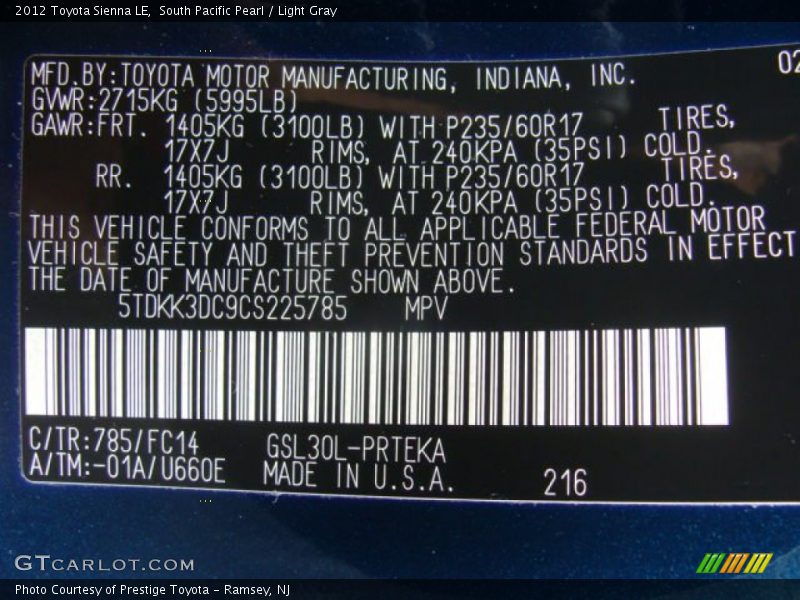 2012 Toyota Sienna LE,  South Pacific Pearl / Light Gray
MFD.BY:TOYOTA MOTOR MANUFACTURING, INDIANA, INC. 02
GVWR:2715KG (5995LB)
GAWR:FRT. 1405KG (3100LB) WITH P235/60R17 TIRES,
17X7J RIMS, AT 240KPA (35PSI) COLD.
RR. 1405KG (3100LB) WITH P235/60R17 TIRES,
17X7J RIMS, AT 240KPA (35PSI) COLD.
THIS VEHICLE CONFORMS TO ALL APPLICABLE FEDERAL MOTOR
VEHICLE SAFETY AND THEFT PREVENTION STANDARDS IN EFFECT
THE DATE OF MANUFACTURE SHOWN ABOVE.
5TDKK3DC9CS225785 MPV
C/TR:785/FC14 GSL30L-PRTEKA
A/TM:-01A/U660E MADE IN U.S.A. 216
GTCARLOT.COM
Photo Courtesy of Prestige Toyota - Ramsey, NJ